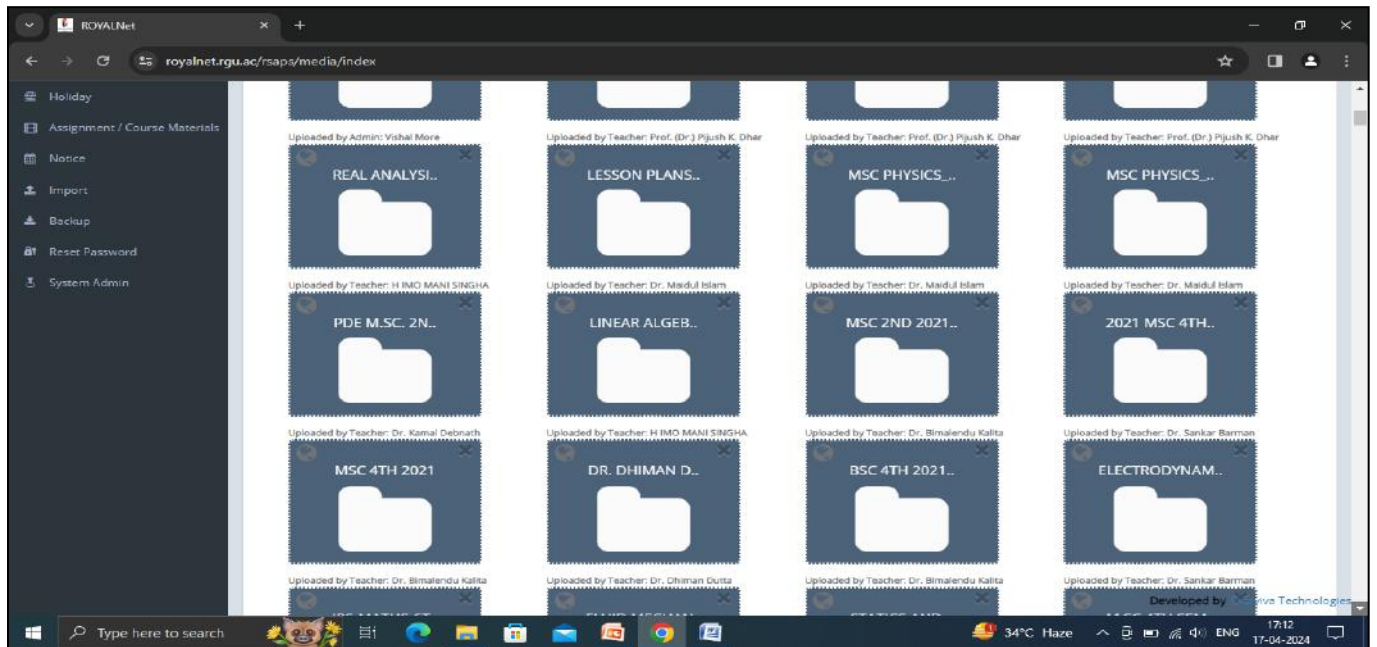 ROYALNet
royalnet.rgu.ac/rsaps/media/index
Holiday
Assignment / Course Materials
Notice
Import
Backup
Reset Password
System Admin
Uploaded by Admin: Vishal More
Uploaded by Teacher: Prof. (Dr.) Pijush K. Dhar
Uploaded by Teacher: Prof. (Dr.) Pijush K. Dhar
Uploaded by Teacher: Prof. (Dr.) Pijush K. Dhar
REAL ANALYSI..
LESSON PLANS..
MSC PHYSICS_..
MSC PHYSICS_..
Uploaded by Teacher: H IMO MANI SINGHA
Uploaded by Teacher: Dr. Maidul Islam
Uploaded by Teacher: Dr. Maidul Islam
Uploaded by Teacher: Dr. Maidul Islam
PDE M.SC. 2N..
LINEAR ALGEB..
MSC 2ND 2021..
2021 MSC 4TH..
Uploaded by Teacher: Dr. Kamal Debnath
Uploaded by Teacher: H IMO MANI SINGHA
Uploaded by Teacher: Dr. Bimalendu Kalita
Uploaded by Teacher: Dr. Sankar Barman
MSC 4TH 2021
DR. DHIMAN D..
BSC 4TH 2021..
ELECTRODYNAM..
Uploaded by Teacher: Dr. Bimalendu Kalita
Uploaded by Teacher: Dr. Dhiman Dutta
Uploaded by Teacher: Dr. Bimalendu Kalita
Uploaded by Teacher: Dr. Sankar Barman
Developed by
Technologies
Type here to search
34°C Haze
ENG
17:12
17-04-2024